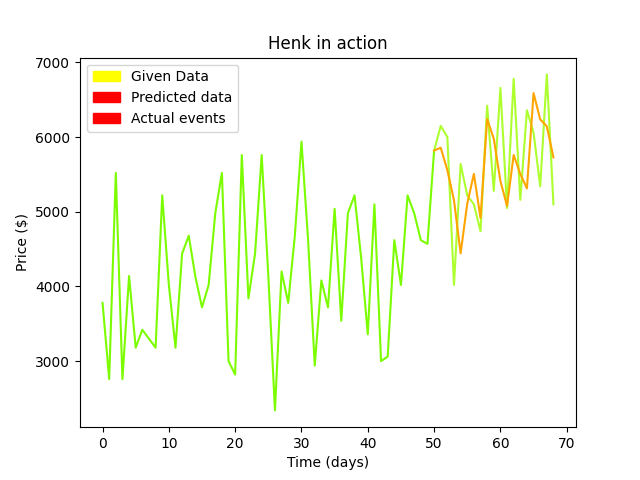 Henk in action
Given Data
Predicted data
Actual events
7000
6000
5000
4000
3000
Price ($)
0 10 20 30 40 50 60 70
Time (days)